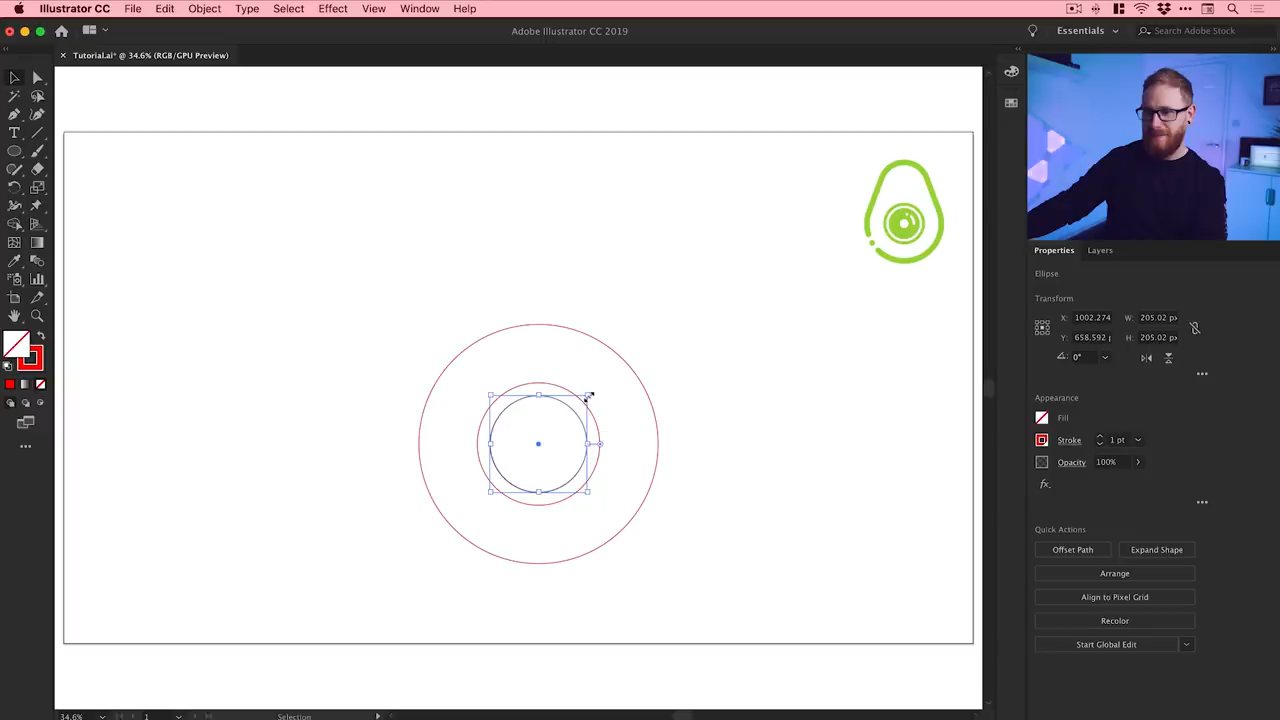 Illustrator CC File Edit Object Type Select Effect View Window Help
Adobe Illustrator CC 2019
Essentials
Search Adobe Stock
Tutorial.ai* @ 34.6% (RGB/GPU Preview)
Properties Layers
Ellipse
Transform
X: 1002.274 W: 205.02 px
Y: 658.592 p H: 205.02 px
0°
Appearance
Fill
Stroke 1 pt
Opacity 100%
fx.
Quick Actions
Offset Path Expand Shape
Arrange
Align to Pixel Grid
Recolor
Start Global Edit
34.6% 1 Selection